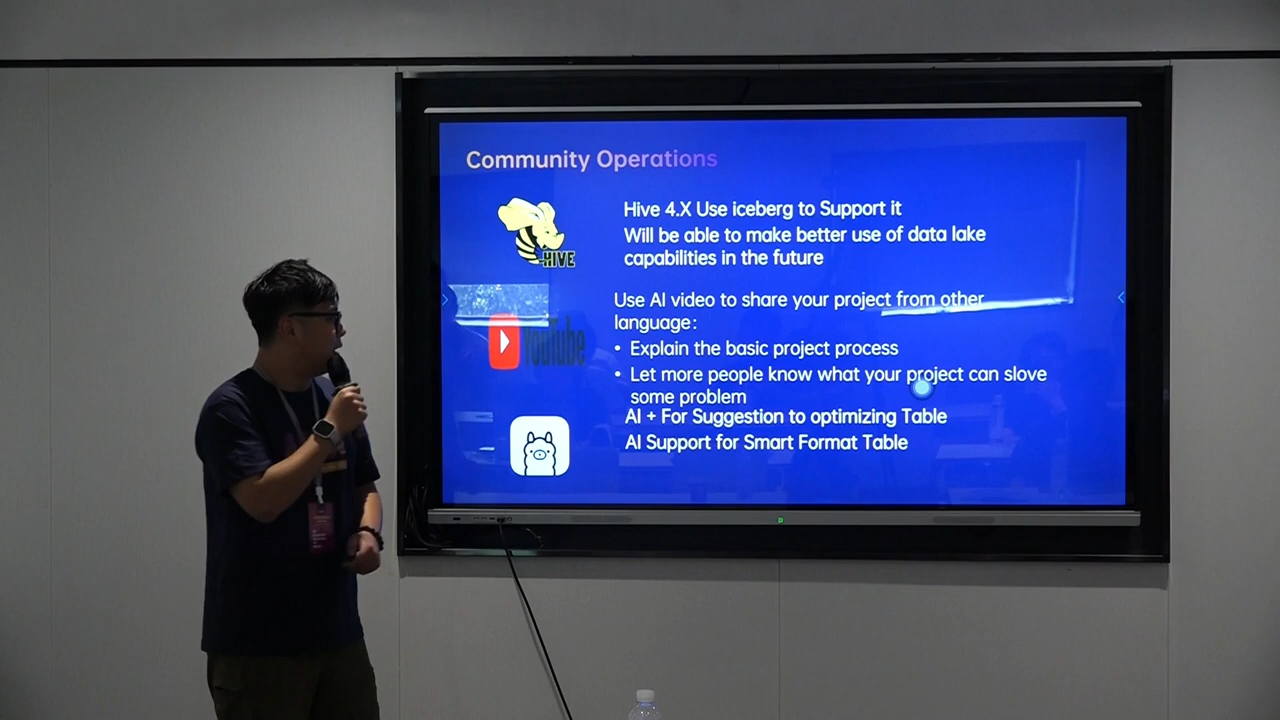 Community Operations
HIVE
Hive 4.X Use iceberg to Support it
Will be able to make better use of data lake
capabilities in the future
YouTube
Use AI video to share your project from other
language:
• Explain the basic project process
• Let more people know what your project can slove
some problem
AI + For Suggestion to optimizing Table
AI Support for Smart Format Table